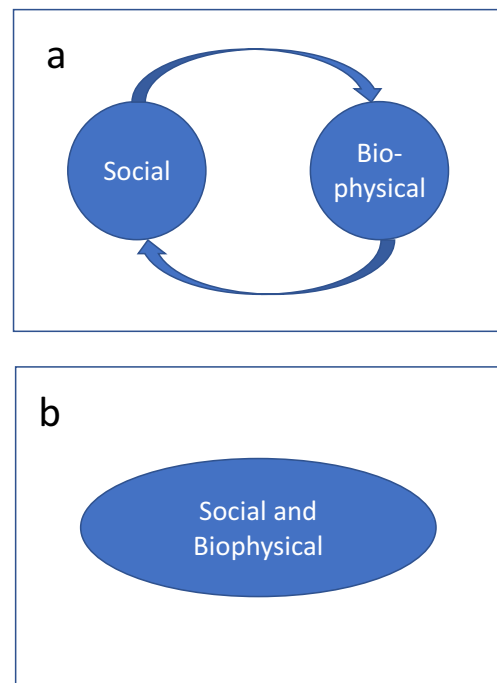 a
Social
Bio-
physical
b
Social and
Biophysical